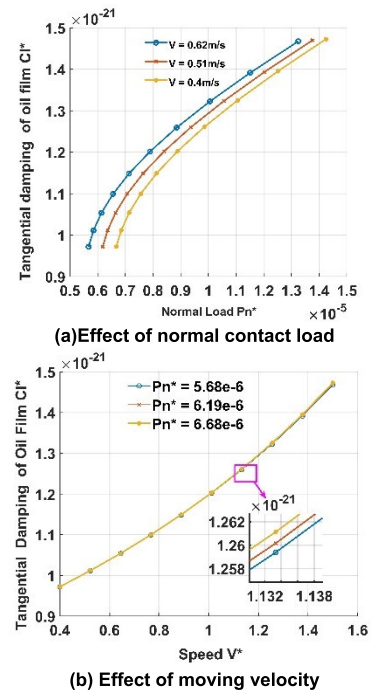 ×10^-21
1.5
1.4
1.3
1.2
1.1
1
0.9
Tangential damping of oil film Cl*
V = 0.62m/s
V = 0.51m/s
V = 0.4m/s
0.5 0.6 0.7 0.8 0.9 1 1.1 1.2 1.3 1.4 1.5
Normal Load Pn*
×10^-5
(a)Effect of normal contact load
×10^-21
1.5
1.4
1.3
1.2
1.1
1
0.9
Tangential Damping of Oil Film Cl*
Pn* = 5.68e-6
Pn* = 6.19e-6
Pn* = 6.68e-6
×10^-21
1.262
1.26
1.258
1.132 1.138
0.4 0.6 0.8 1 1.2 1.4 1.6
Speed V*
(b) Effect of moving velocity